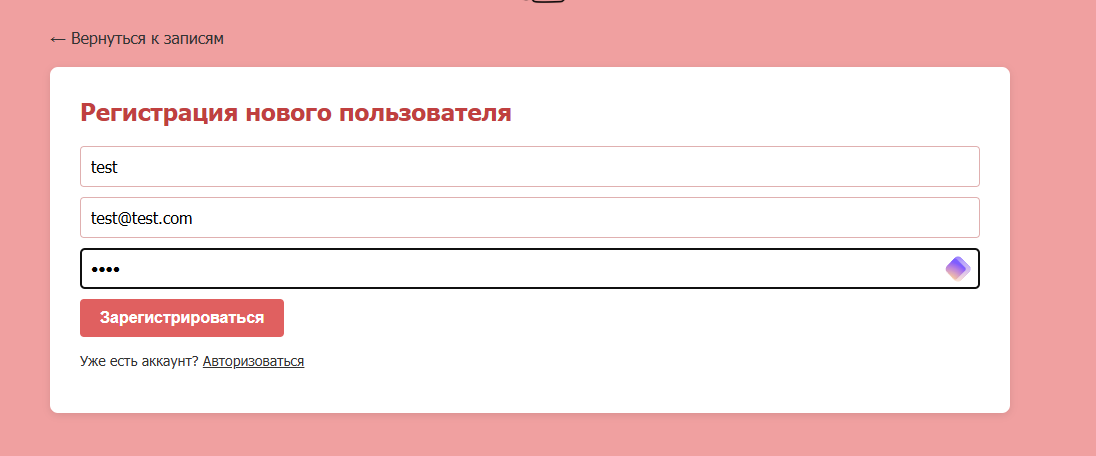 ← Вернуться к записям
Регистрация нового пользователя
test
test@test.com
••••
Зарегистрироваться
Уже есть аккаунт? Авторизоваться